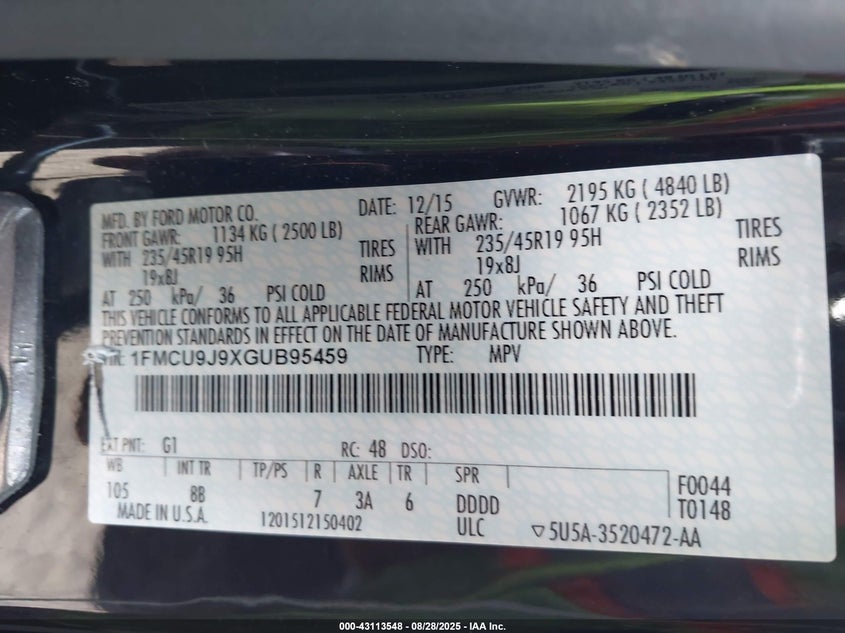 MFD. BY FORD MOTOR CO. DATE: 12/15 GVWR: 2195 KG ( 4840 LB)
FRONT GAWR: 1134 KG ( 2500 LB) REAR GAWR: 1067 KG ( 2352 LB)
WITH 235/45R19 95H TIRES WITH 235/45R19 95H TIRES
19x8J RIMS 19x8J RIMS
AT 250 kPa/ 36 PSI COLD AT 250 kPa/ 36 PSI COLD
THIS VEHICLE CONFORMS TO ALL APPLICABLE FEDERAL MOTOR VEHICLE SAFETY AND THEFT
PREVENTION STANDARDS IN EFFECT ON THE DATE OF MANUFACTURE SHOWN ABOVE.
1FMCU9J9XGUB95459 TYPE: MPV
EXT PNT: G1 RC: 48 DSO:
WB INT TR TP/PS R AXLE TR SPR F0044
105 8B 7 3A 6 DDDD T0148
MADE IN U.S.A. 1201512150402 ULC ▽5U5A-3520472-AA
000-43113548 - 08/28/2025 - IAA Inc.